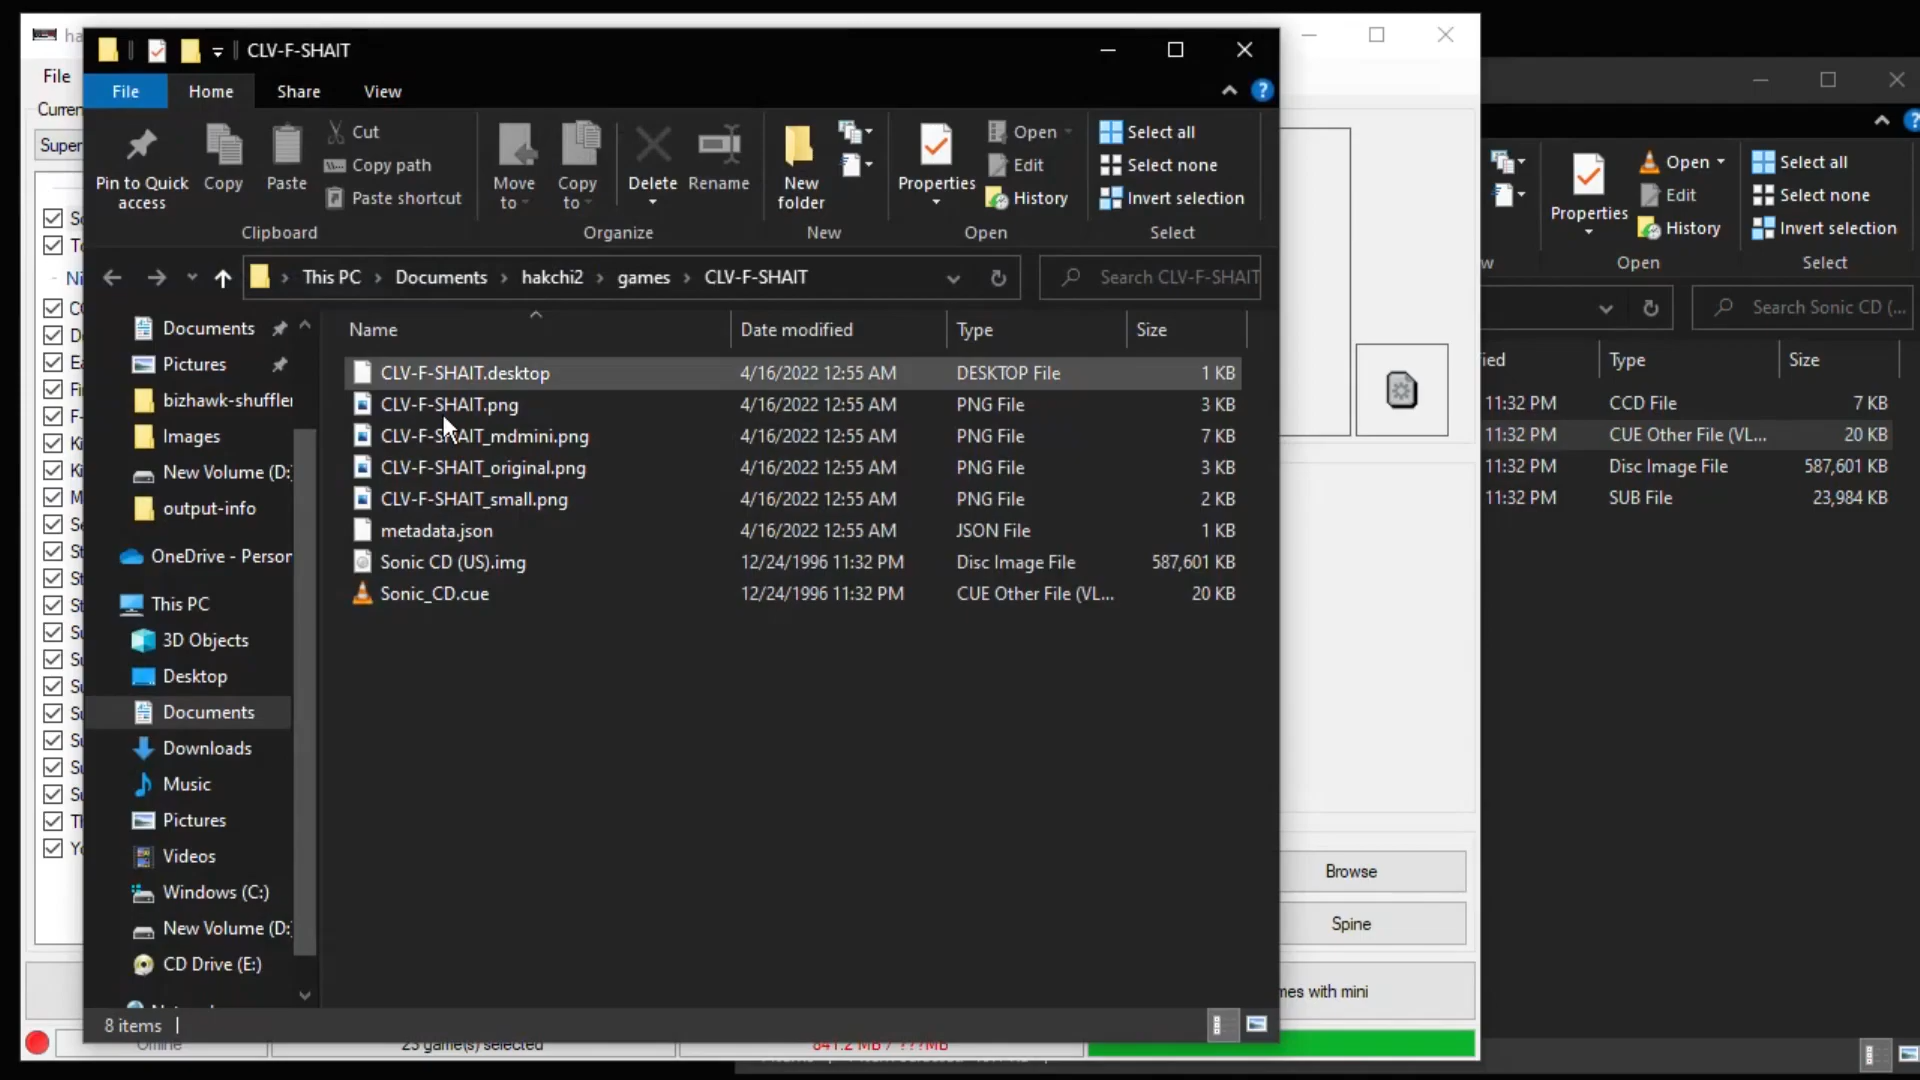 CLV-F-SHAIT
File
Home
Share
View
File
Pin to Quick access
Copy
Paste
Cut
Copy path
Paste shortcut
Clipboard
Move to
Copy to
Delete
Rename
Organize
New folder
New
Properties
Open
Edit
History
Open
Select all
Select none
Invert selection
Select
This PC
Documents
hakchi2
games
CLV-F-SHAIT
Search CLV-F-SHAIT
Documents
Pictures
Images
New Volume (D:)
output-info
This PC
3D Objects
Desktop
Documents
Downloads
Music
Pictures
Videos
Windows (C:)
New Volume (D:
CD Drive (E:)
Name Date modified Type Size
CLV-F-SHAIT.desktop 4/16/2022 12:55 AM DESKTOP File 1 KB
CLV-F-SHAIT.png 4/16/2022 12:55 AM PNG File 3 KB
CLV-F-SHAIT_mdmini.png 4/16/2022 12:55 AM PNG File 7 KB
CLV-F-SHAIT_original.png 4/16/2022 12:55 AM PNG File 3 KB
CLV-F-SHAIT_small.png 4/16/2022 12:55 AM PNG File 2 KB
metadata.json 4/16/2022 12:55 AM JSON File 1 KB
Sonic CD (US).img 12/24/1996 11:32 PM Disc Image File 587,601 KB
Sonic_CD.cue 12/24/1996 11:32 PM CUE Other File (VL... 20 KB
8 items
Browse
Spine
with mini
Properties
Open
Edit
History
Open
Select all
Select none
Invert selection
Select
Search Sonic CD (...
Type Size
11:32 PM CCD File 7 KB
11:32 PM CUE Other File (VL... 20 KB
11:32 PM Disc Image File 587,601 KB
11:32 PM SUB File 23,984 KB